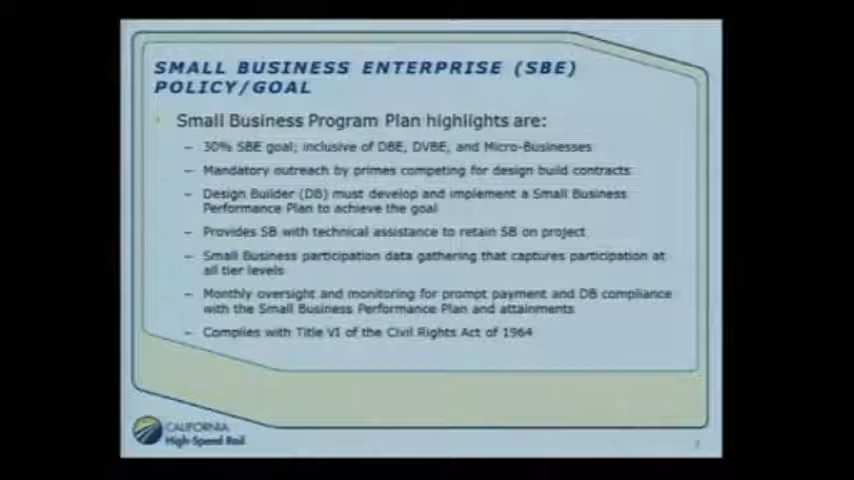 SMALL BUSINESS ENTERPRISE (SBE)
POLICY/GOAL
Small Business Program Plan highlights are:
– 30% SBE goal; inclusive of DBE, DVBE, and Micro-Businesses
– Mandatory outreach by primes competing for design build contracts
– Design Builder (DB) must develop and implement a Small Business
Performance Plan to achieve the goal
– Provides SB with technical assistance to retain SB on project
– Small Business participation data gathering that captures participation at
all tier levels
– Monthly oversight and monitoring for prompt payment and DB compliance
with the Small Business Performance Plan and attainments
– Complies with Title VI of the Civil Rights Act of 1964
CALIFORNIA
High-Speed Rail